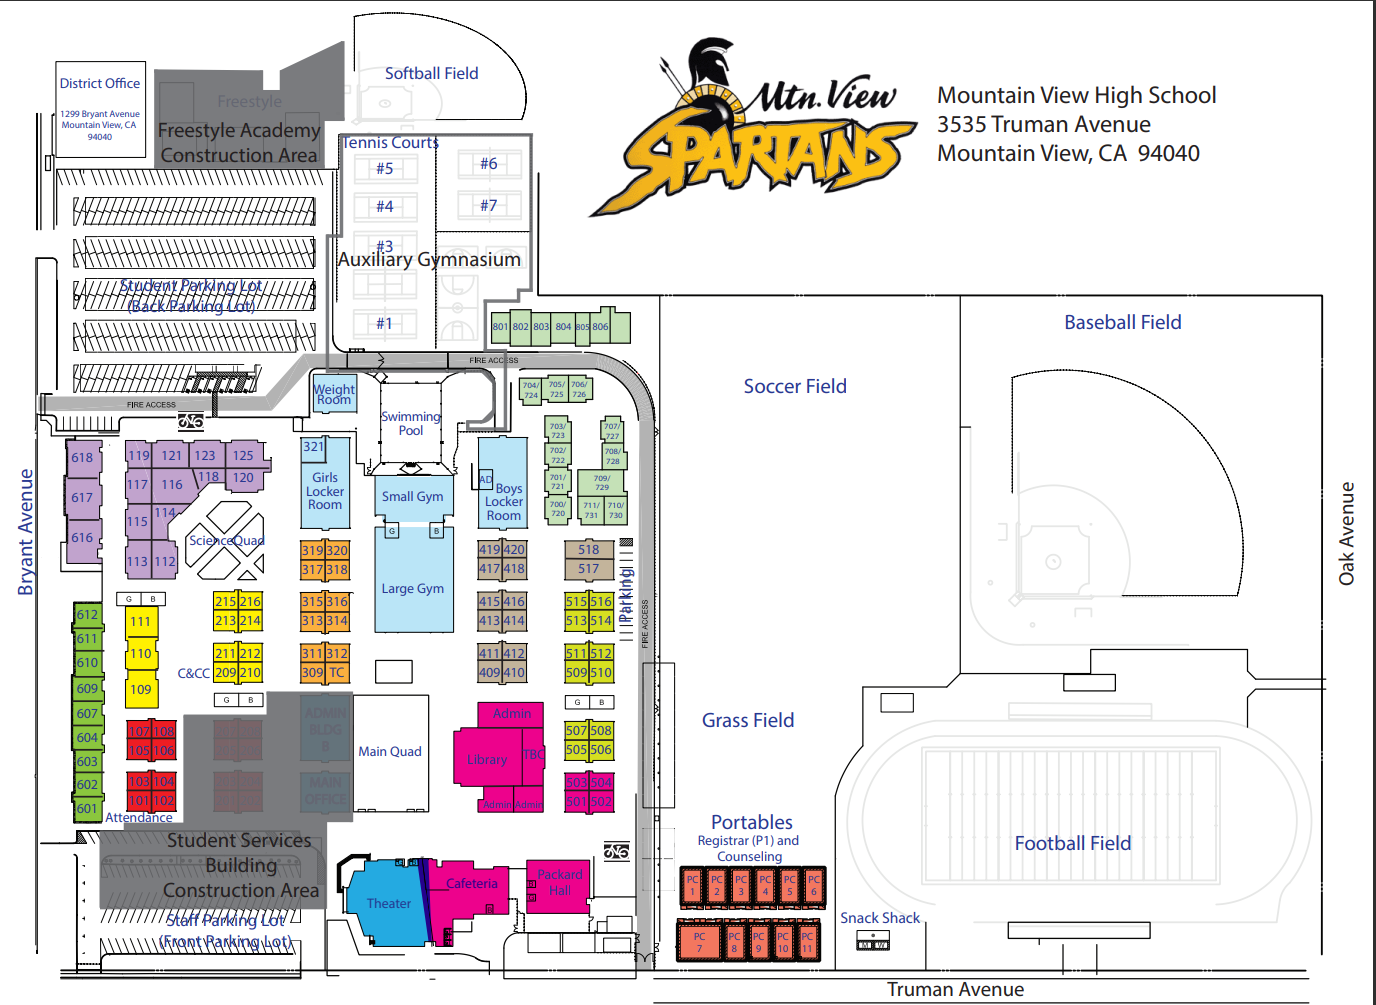 Softball Field
District Office
1299 Bryant Avenue
Mountain View, CA
94040
Freestyle
Freestyle Academy
Construction Area
Mtn. View
SPARTANS
Mountain View High School
3535 Truman Avenue
Mountain View, CA 94040
Tennis Courts
#5
#6
#4
#7
#3
Auxiliary Gymnasium
#1
Student Parking Lot
(Back Parking Lot)
801 802 803 804 805 806
Baseball Field
Soccer Field
FIRE ACCESS
FIRE ACCESS
FIRE ACCESS
Weight
Room
Swimming
Pool
704/
724
705/
725
706/
726
703/
723
707/
727
702/
722
708/
728
701/
721
709/
729
700/
720
711/
731
710/
730
Bryant Avenue
Oak Avenue
618
617
616
119 121 123 125
117 116 118 120
115 114
113 112
ScienceQuad
321
Girls
Locker
Room
Small Gym
G B
Large Gym
AD
Boys
Locker
Room
319 320
317 318
315 316
313 314
311 312
309 TC
419 420
417 418
415 416
413 414
411 412
409 410
518
517
515 516
513 514
511 512
509 510
Parking
G B
111
110
109
215 216
213 214
211 212
209 210
C&CC
G B
G B
612
611
610
609
607
604
603
602
601
107 108
105 106
103 104
101 102
Attendance
ADMIN
BLDG
B
MAIN
OFFICE
Main Quad
Admin
Library
TBC
Admin Admin
507 508
505 506
503 504
501 502
Grass Field
Student Services
Building
Construction Area
Staff Parking Lot
(Front Parking Lot)
Theater
Cafeteria
Packard
Hall
Portables
Registrar (P1) and
Counseling
PC
1
PC
2
PC
3
PC
4
PC
5
PC
6
PC
7
PC
8
PC
9
PC
10
PC
11
Snack Shack
Football Field
Truman Avenue